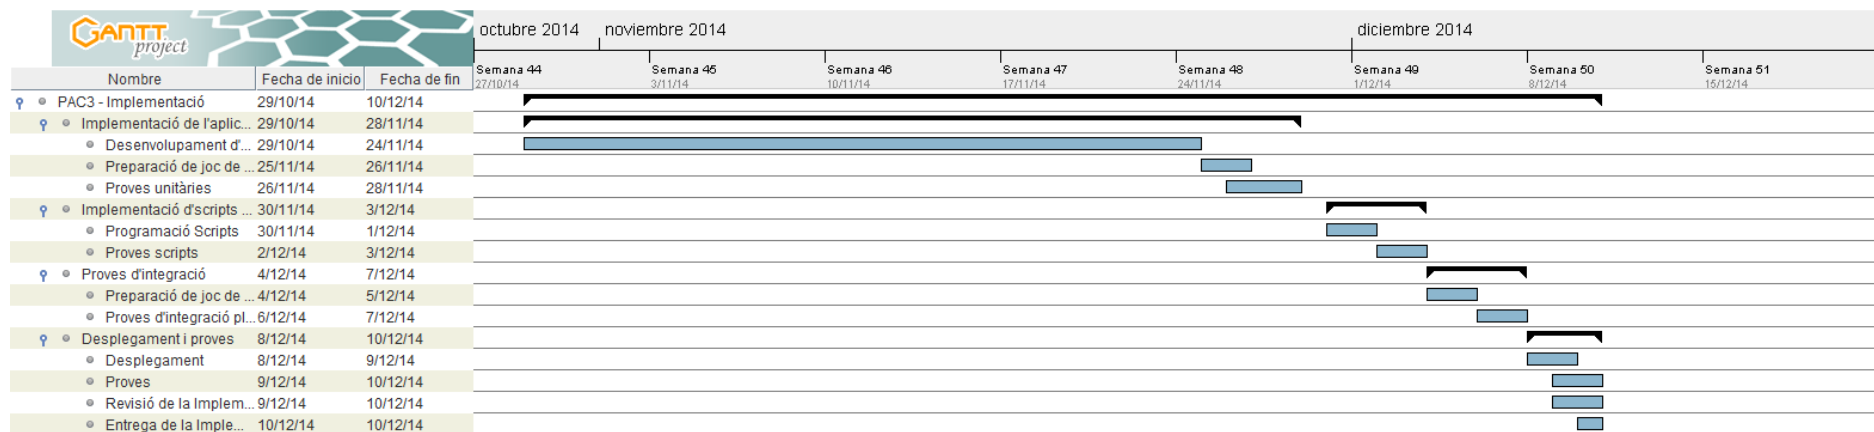 GANTT
project
octubre 2014 noviembre 2014 diciembre 2014
Semana 44 Semana 45 Semana 46 Semana 47 Semana 48 Semana 49 Semana 50 Semana 51
27/10/14 3/11/14 10/11/14 17/11/14 24/11/14 1/12/14 8/12/14 15/12/14
Nombre Fecha de inicio Fecha de fin
PAC3 - Implementació 29/10/14 10/12/14
Implementació de l'aplic... 29/10/14 28/11/14
Desenvolupament d'... 29/10/14 24/11/14
Preparació de joc de ... 25/11/14 26/11/14
Proves unitàries 26/11/14 28/11/14
Implementació d'scripts ... 30/11/14 3/12/14
Programació Scripts 30/11/14 1/12/14
Proves scripts 2/12/14 3/12/14
Proves d'integració 4/12/14 7/12/14
Preparació de joc de ... 4/12/14 5/12/14
Proves d'integració pl... 6/12/14 7/12/14
Desplegament i proves 8/12/14 10/12/14
Desplegament 8/12/14 9/12/14
Proves 9/12/14 10/12/14
Revisió de la Implem... 9/12/14 10/12/14
Entrega de la Imple... 10/12/14 10/12/14